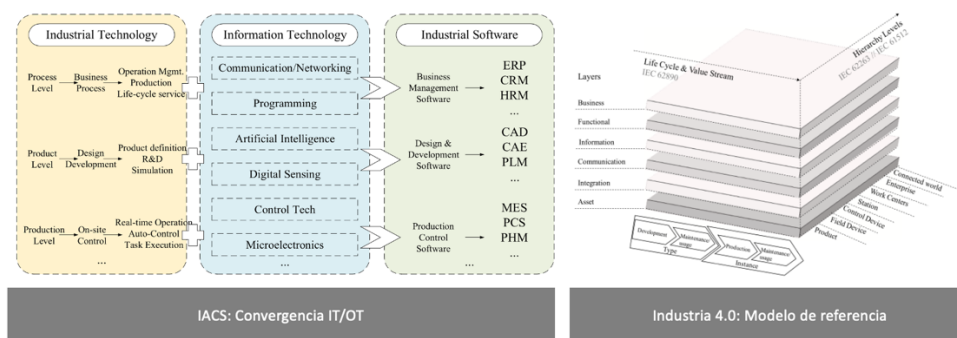 Industrial Technology
Process Level
Business Process
Operation Mgmt.
Production
Life-cycle service
Product Level
Design Development
Product definition
R&D
Simulation
Production Level
On-site Control
Real-time Operation
Auto-Control
Task Execution
...
Information Technology
Communication/Networking
Programming
Artificial Intelligence
Digital Sensing
Control Tech
Microelectronics
...
Industrial Software
Business
Management
Software
ERP
CRM
HRM
...
Design &
Development
Software
CAD
CAE
PLM
...
Production
Control
Software
MES
PCS
PHM
...
IACS: Convergencia IT/OT
Layers
Life Cycle & Value Stream
IEC 62890
Hierarchy Levels
IEC 62263 // IEC 61512
Business
Functional
Information
Communication
Integration
Asset
Connected world
Enterprise
Work Centers
Station
Control Device
Field Device
Product
Development
Maintenance/
usage
Production
Maintenance/
usage
Type
Instance
Industria 4.0: Modelo de referencia